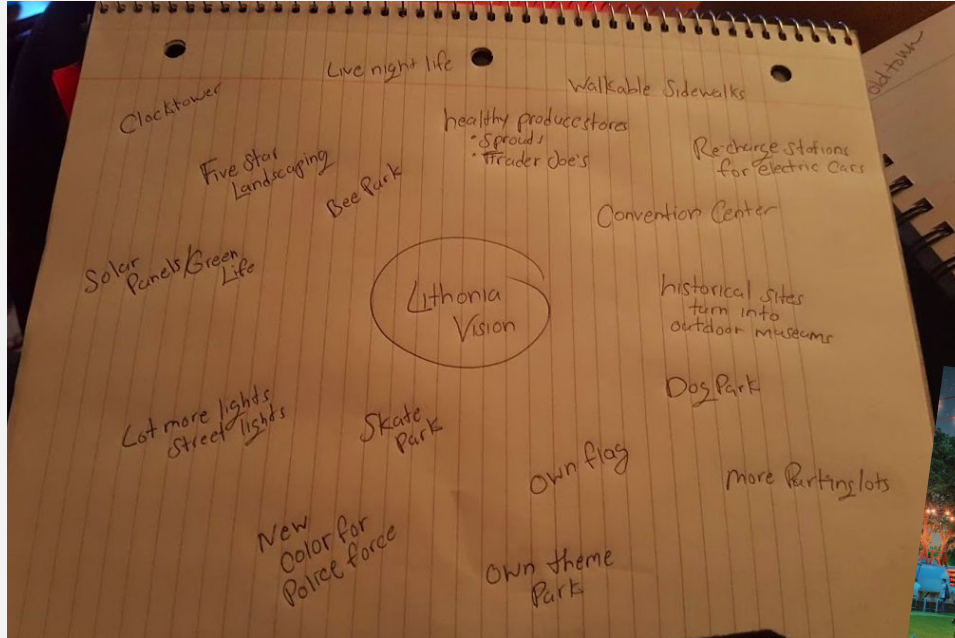 Live night life
Walkable Sidewalks
old town
Clocktower
healthy produce stores
• Sprouds
• Trader Joe's
Re-charge stations
for electric Cars
Five Star
Landscaping
Bee Park
Convention Center
Solar
Panels/Green
Life
Lithonia
Vision
historical sites
turn into
outdoor museums
Dog Park
Lot more lights
street lights
Skate
Park
own flag
more Parking lots
New
Color for
Police force
own theme
Park